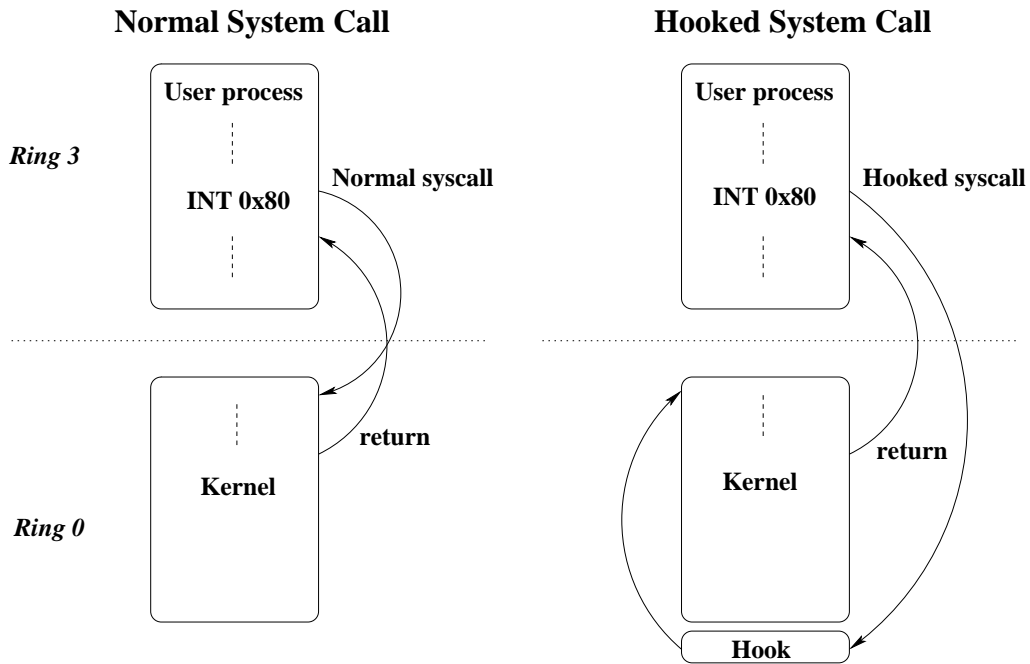 Normal System Call
User process
Ring 3
Normal syscall
INT 0x80
return
Kernel
Ring 0
Hooked System Call
User process
Hooked syscall
INT 0x80
return
Kernel
Hook